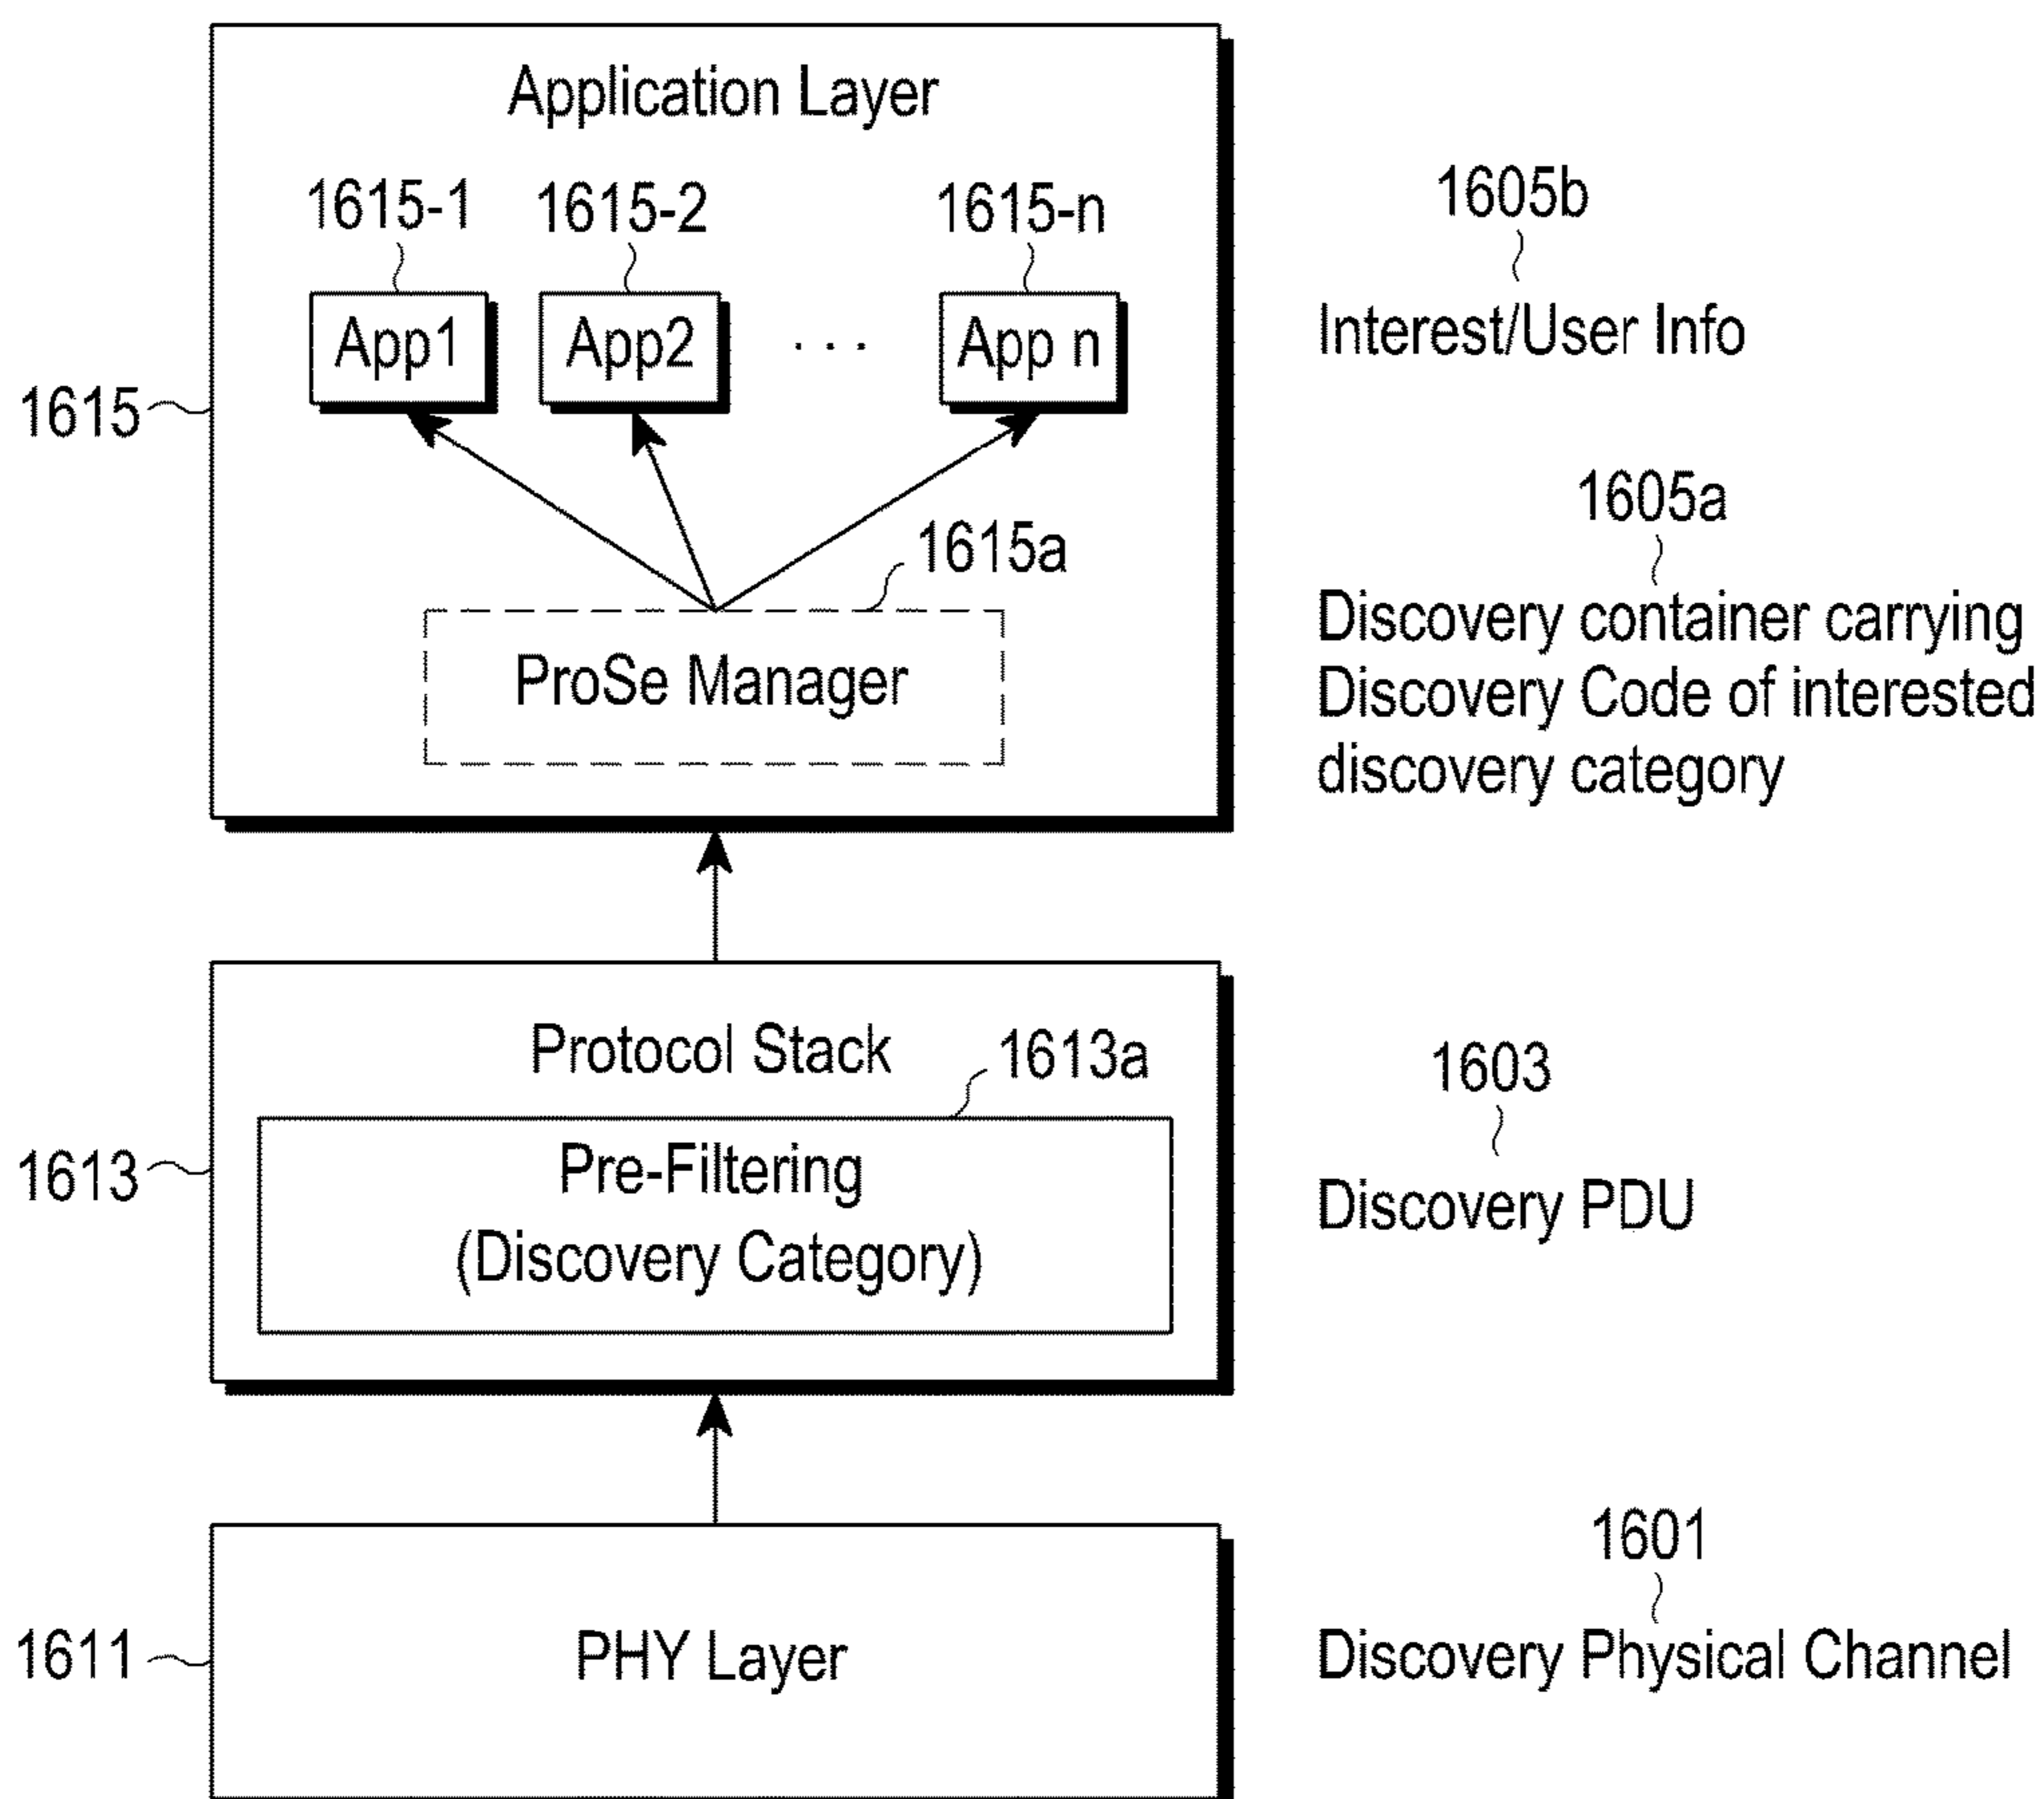 Application Layer
1615-1 1615-2 1615-n
1605b
App1 App2 . . . App n
Interest/User Info
1615
1605a
1615a
Discovery container carrying
Discovery Code of interested
discovery category
ProSe Manager
Protocol Stack
1613a
1603
1613
Pre-Filtering
(Discovery Category)
Discovery PDU
1601
1611
PHY Layer
Discovery Physical Channel